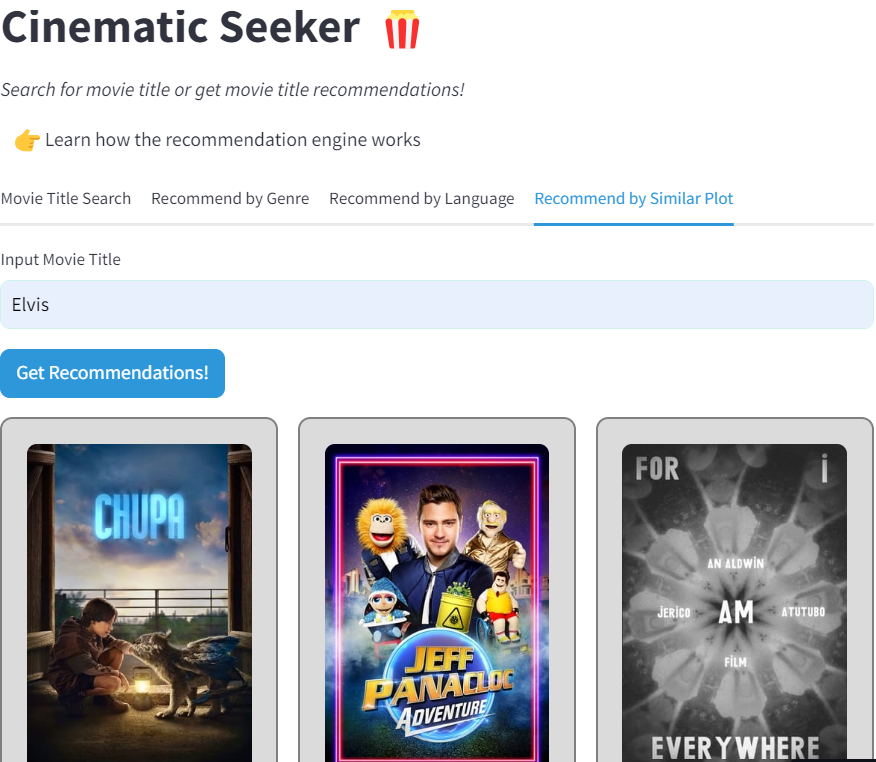 Cinematic Seeker
Search for movie title or get movie title recommendations!
Learn how the recommendation engine works
Movie Title Search Recommend by Genre Recommend by Language Recommend by Similar Plot
Input Movie Title
Elvis
Get Recommendations!
CHUPA
JEFF
PANACLOC
ADVENTURE
FOR i
AN ALDWiN
JERiCO AM ATUTUBO
FiLM
EVERYWHERE